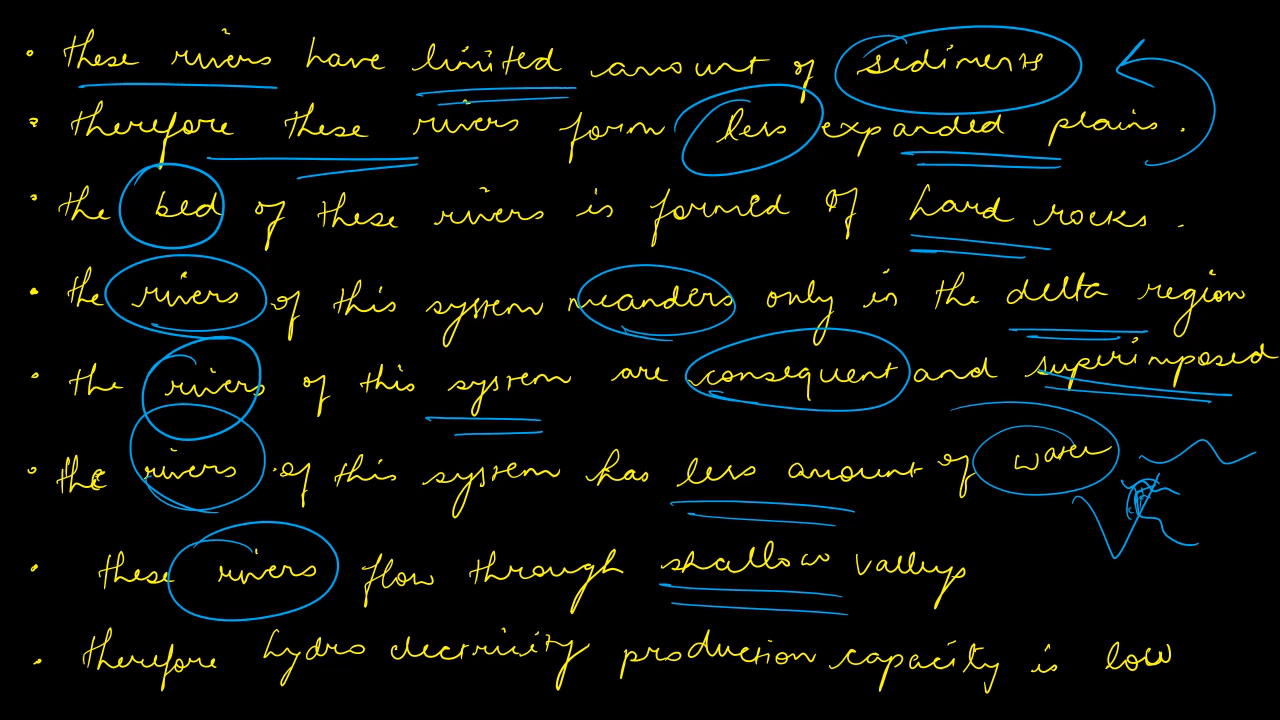 • these rivers have limited amount of sediments
• therefore these rivers form less expanded plains.
• the bed of these rivers is formed of hard rocks.
• the rivers of this system meanders only in the delta region
• the rivers of this system are consequent and superimposed
• the rivers of this system has less amount of water
• these rivers flow through shallow valleys
• therefore hydro electricity production capacity is low